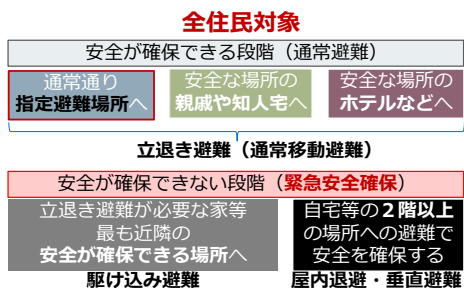 全住民対象
安全が確保できる段階（通常避難）
通常通り
指定避難場所へ
安全な場所の
親戚や知人宅へ
安全な場所の
ホテルなどへ
立退き避難（通常移動避難）
安全が確保できない段階（緊急安全確保）
立退き避難が必要な家等
最も近隣の
安全が確保できる場所へ
自宅等の２階以上
の場所への避難で
安全を確保する
駆け込み避難
屋内退避・垂直避難